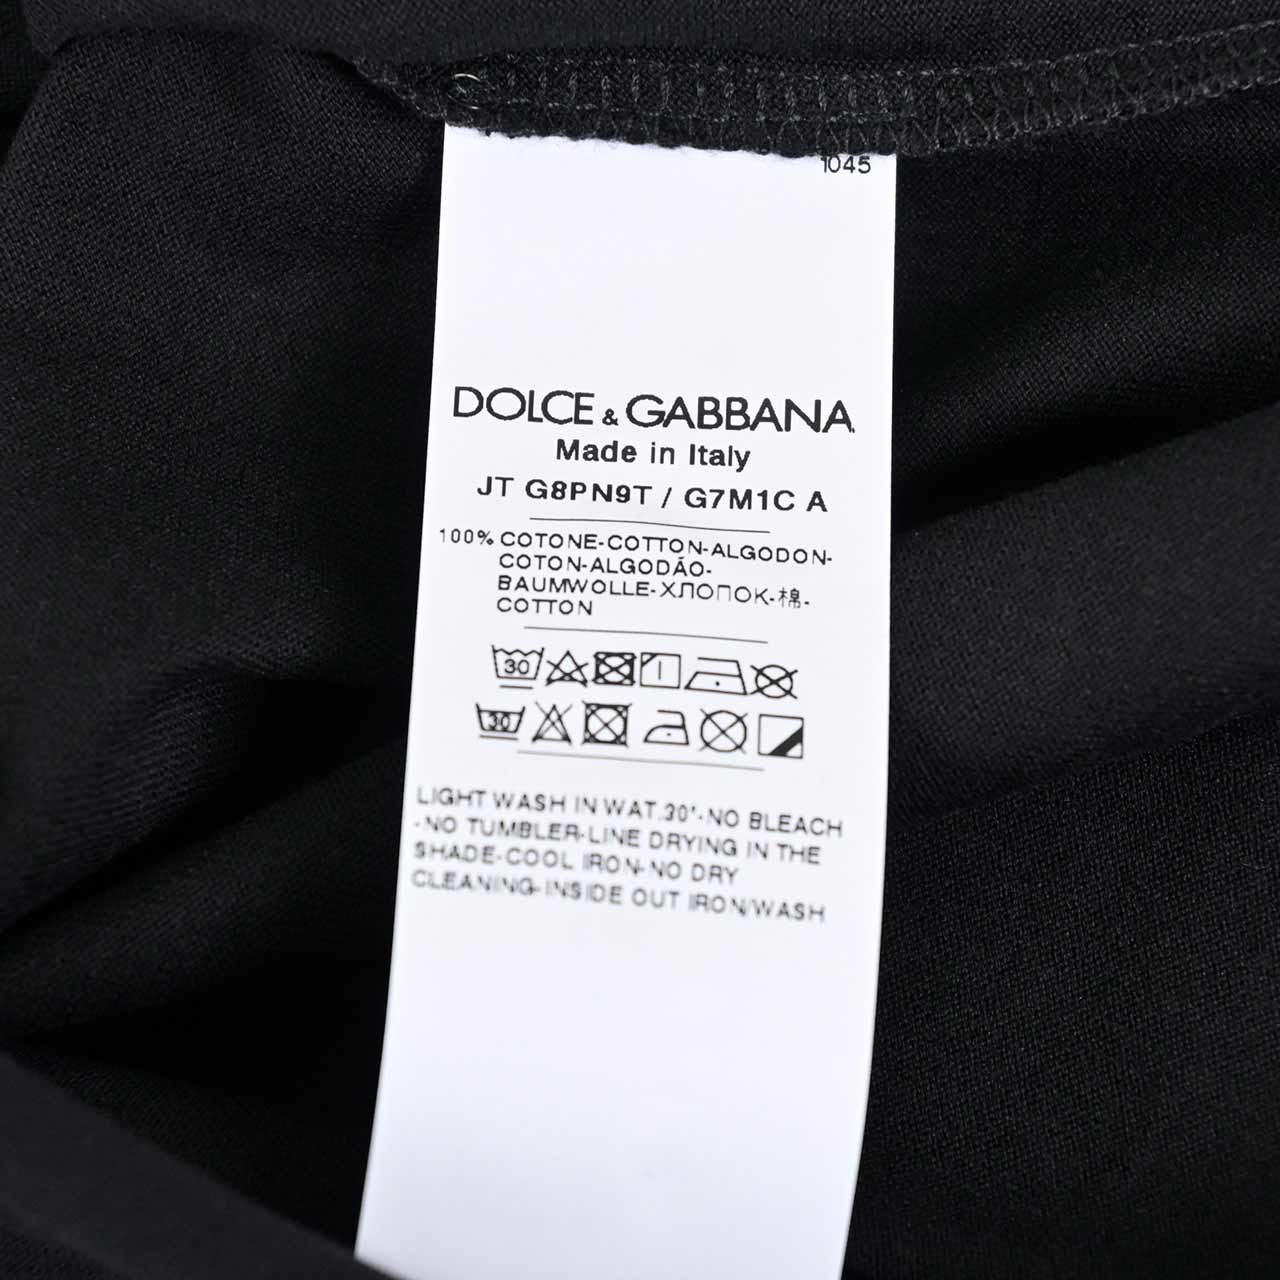 1045
DOLCE & GABBANA
Made in Italy
JT G8PN9T / G7M1C A
100% COTONE-COTTON-ALGODON-
COTON-ALGODÃO-
BAUMWOLLE-ХЛОПОК-棉-
COTTON
30
30
LIGHT WASH IN WAT.30°-NO BLEACH
-NO TUMBLER-LINE DRYING IN THE
SHADE-COOL IRON-NO DRY
CLEANING-INSIDE OUT IRON/WASH